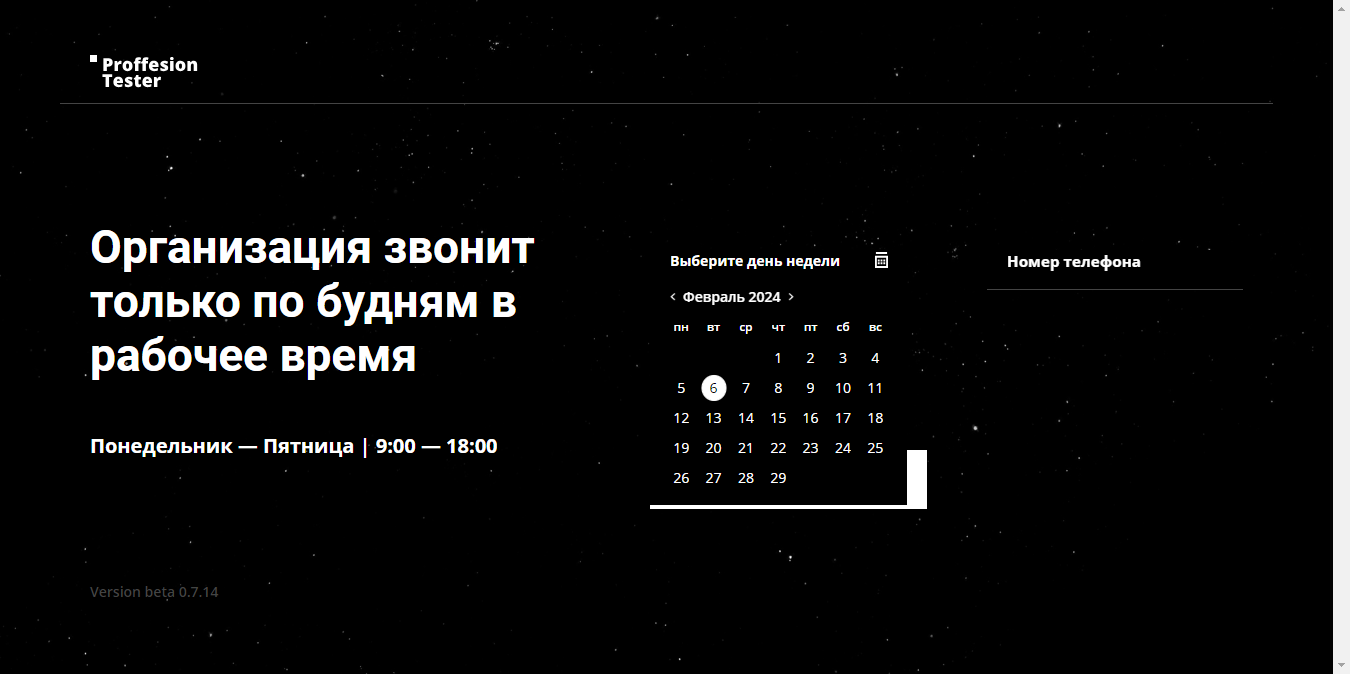 Proffesion
Tester
Организация звонит
только по будням в
рабочее время
Понедельник — Пятница | 9:00 — 18:00
Version beta 0.7.14
Выберите день недели
‹ Февраль 2024 ›
пн вт ср чт пт сб вс
1 2 3 4
5 6 7 8 9 10 11
12 13 14 15 16 17 18
19 20 21 22 23 24 25
26 27 28 29
Номер телефона